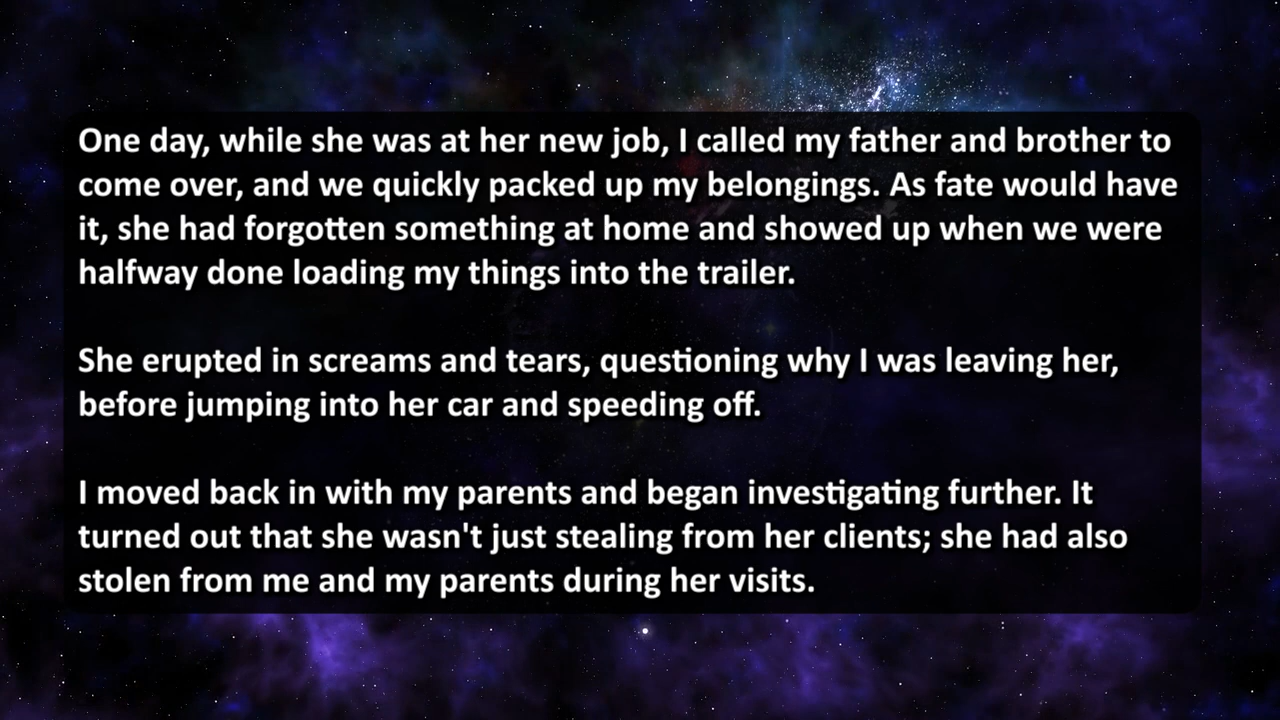 One day, while she was at her new job, I called my father and brother to
come over, and we quickly packed up my belongings. As fate would have
it, she had forgotten something at home and showed up when we were
halfway done loading my things into the trailer.
She erupted in screams and tears, questioning why I was leaving her,
before jumping into her car and speeding off.
I moved back in with my parents and began investigating further. It
turned out that she wasn't just stealing from her clients; she had also
stolen from me and my parents during her visits.